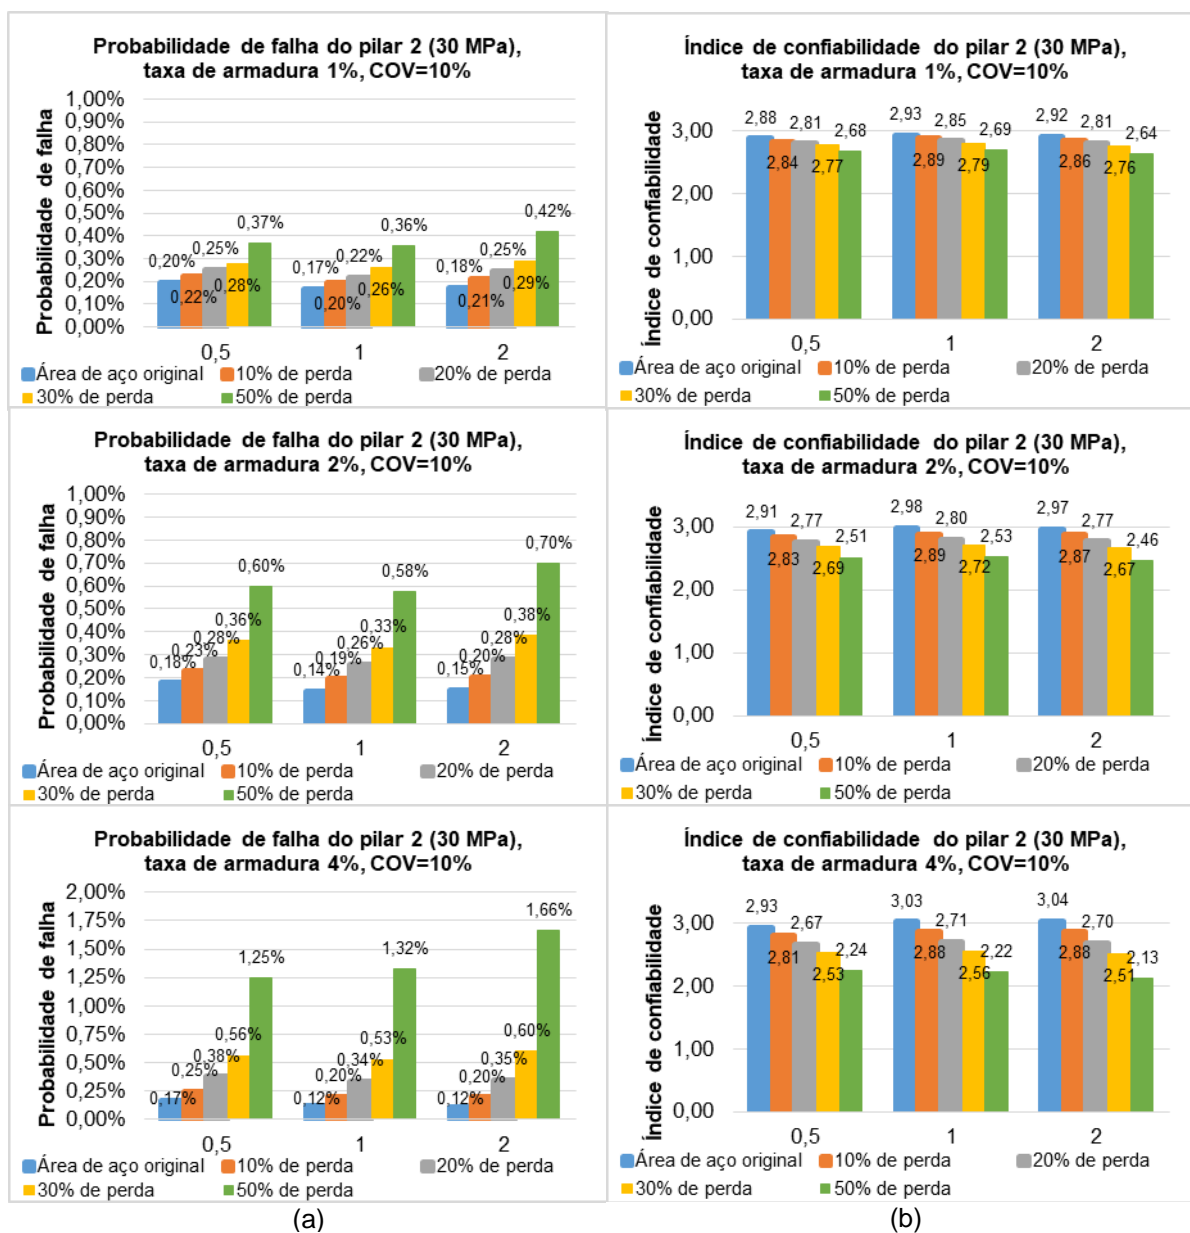 Probabilidade de falha do pilar 2 (30 MPa),
taxa de armadura 1%, COV=10%
Probabilidade de falha
1,00%
0,90%
0,80%
0,70%
0,60%
0,50%
0,40%
0,30%
0,20%
0,10%
0,00%
0,20% 0,22% 0,25% 0,28% 0,37%
0,17% 0,20% 0,22% 0,26% 0,36%
0,18% 0,21% 0,25% 0,29% 0,42%
0,5 1 2
Área de aço original 10% de perda 20% de perda
30% de perda 50% de perda
Índice de confiabilidade do pilar 2 (30 MPa),
taxa de armadura 1%, COV=10%
Índice de confiabilidade
3,00
2,00
1,00
0,00
2,88 2,84 2,81 2,77 2,68
2,93 2,89 2,85 2,79 2,69
2,92 2,86 2,81 2,76 2,64
0,5 1 2
Área de aço original 10% de perda 20% de perda
30% de perda 50% de perda
Probabilidade de falha do pilar 2 (30 MPa),
taxa de armadura 2%, COV=10%
Probabilidade de falha
1,00%
0,90%
0,80%
0,70%
0,60%
0,50%
0,40%
0,30%
0,20%
0,10%
0,00%
0,18% 0,23% 0,28% 0,36% 0,60%
0,14% 0,19% 0,26% 0,33% 0,58%
0,15% 0,20% 0,28% 0,38% 0,70%
0,5 1 2
Área de aço original 10% de perda 20% de perda
30% de perda 50% de perda
Índice de confiabilidade do pilar 2 (30 MPa),
taxa de armadura 2%, COV=10%
Índice de confiabilidade
3,00
2,00
1,00
0,00
2,91 2,83 2,77 2,69 2,51
2,98 2,89 2,80 2,72 2,53
2,97 2,87 2,77 2,67 2,46
0,5 1 2
Área de aço original 10% de perda 20% de perda
30% de perda 50% de perda
Probabilidade de falha do pilar 2 (30 MPa),
taxa de armadura 4%, COV=10%
Probabilidade de falha
2,00%
1,75%
1,50%
1,25%
1,00%
0,75%
0,50%
0,25%
0,00%
0,17% 0,25% 0,38% 0,56% 1,25%
0,12% 0,20% 0,34% 0,53% 1,32%
0,12% 0,20% 0,35% 0,60% 1,66%
0,5 1 2
Área de aço original 10% de perda 20% de perda
30% de perda 50% de perda
Índice de confiabilidade do pilar 2 (30 MPa),
taxa de armadura 4%, COV=10%
Índice de confiabilidade
3,00
2,00
1,00
0,00
2,93 2,81 2,67 2,53 2,24
3,03 2,88 2,71 2,56 2,22
3,04 2,88 2,70 2,51 2,13
0,5 1 2
Área de aço original 10% de perda 20% de perda
30% de perda 50% de perda
(a) (b)